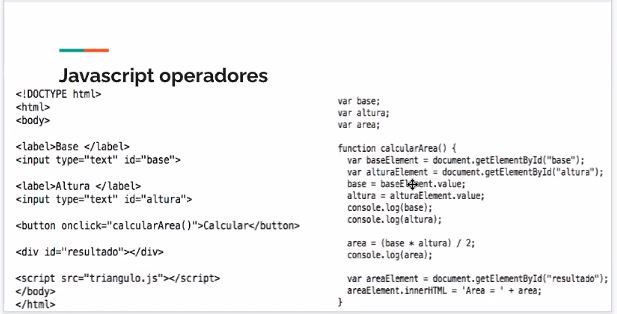 Javascript operadores
<!DOCTYPE html>
<html>
<body>
<label>Base </label>
<input type="text" id="base">
<label>Altura </label>
<input type="text" id="altura">
<button onclick="calcularArea()">Calcular</button>
<div id="resultado"></div>
<script src="triangulo.js"></script>
</body>
</html>
var base;
var altura;
var area;
function calcularArea() {
var baseElement = document.getElementById("base");
var alturaElement = document.getElementById("altura");
base = baseElement.value;
altura = alturaElement.value;
console.log(base);
console.log(altura);
area = (base * altura) / 2;
console.log(area);
var areaElement = document.getElementById("resultado");
areaElement.innerHTML = 'Area = ' + area;
}